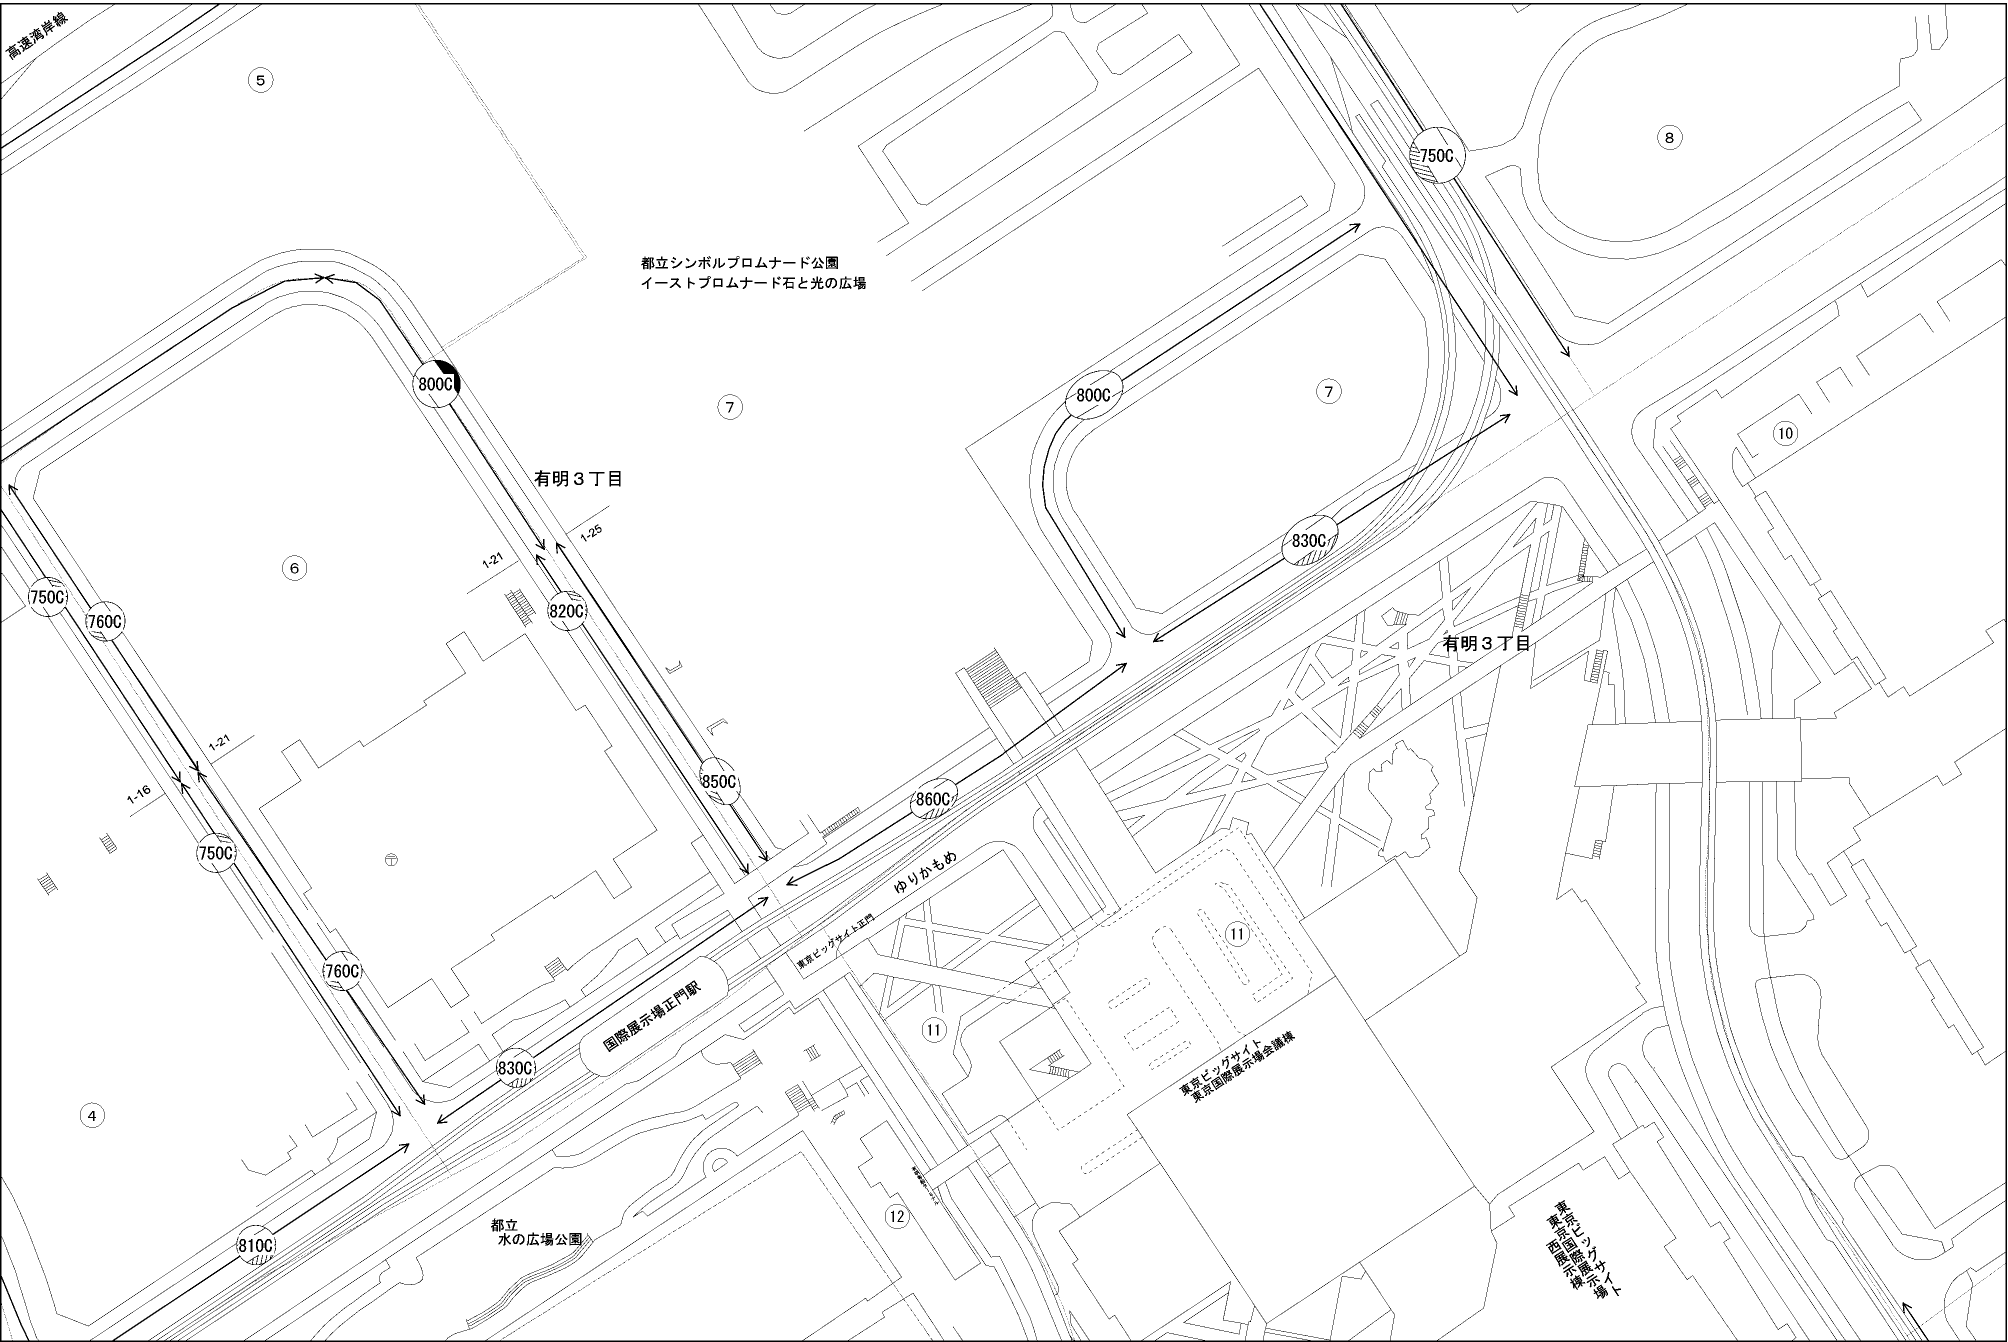 高速湾岸線
5
8
750C
都立シンボルプロムナード公園
イーストプロムナード石と光の広場
800C
7
800C
7
10
有明３丁目
1-25
1-21
830C
6
750C
760C
820C
有明３丁目
1-21
1-16
850C
860C
750C
〒
ゆりかもめ
東京ビッグサイト正門
11
760C
国際展示場正門駅
11
830C
東京ビッグサイト
東京国際展示場会議棟
4
12
都立
水の広場公園
810C
東京ビッグサイト
東京国際展示場
西展示棟